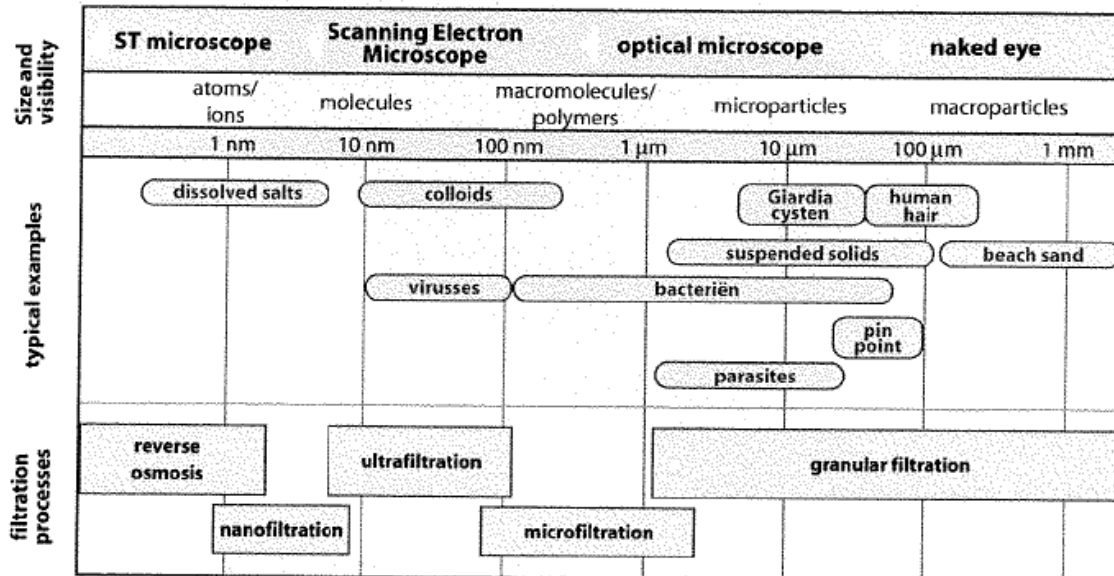 Size and
visibility
ST microscope
Scanning Electron
Microscope
optical microscope
naked eye
atoms/
ions
molecules
macromolecules/
polymers
microparticles
macroparticles
1 nm
10 nm
100 nm
1 µm
10 µm
100 µm
1 mm
typical examples
dissolved salts
colloids
Giardia
cysten
human
hair
suspended solids
beach sand
virusses
bacteriën
pin
point
parasites
filtration
processes
reverse
osmosis
ultrafiltration
granular filtration
nanofiltration
microfiltration